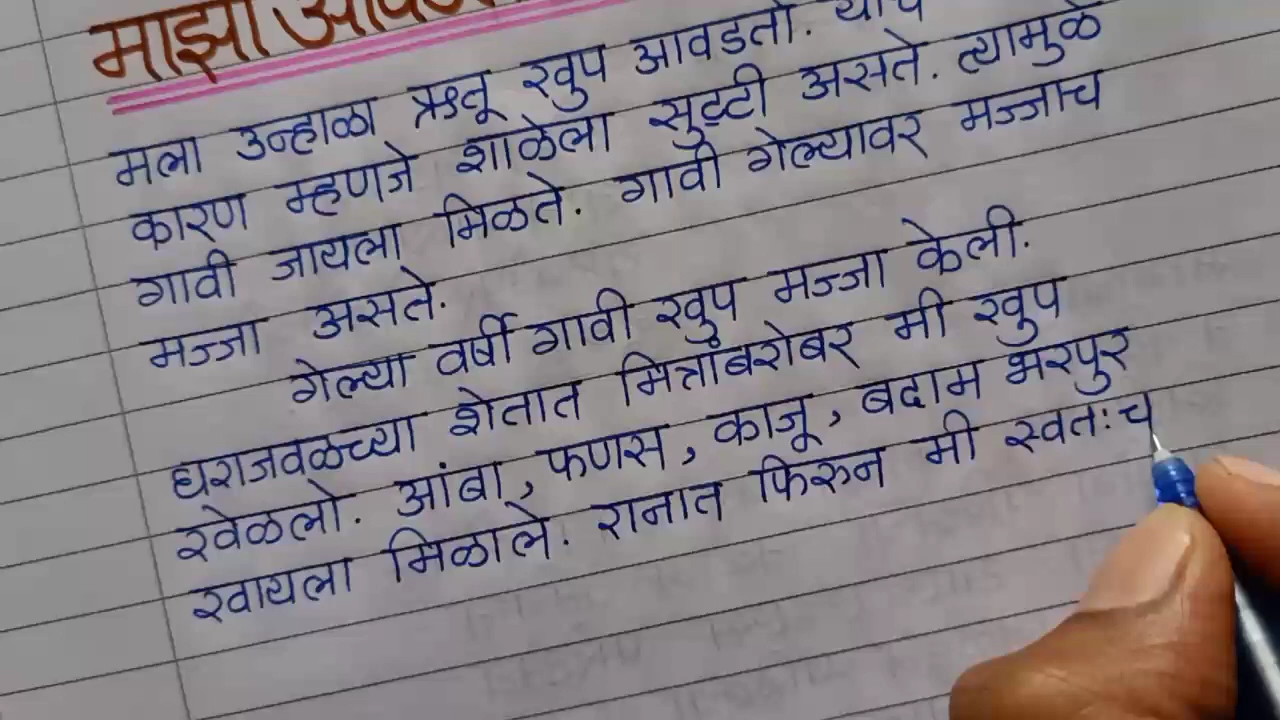 माझा
मला उन्हाळा ऋतू खुप आवडतो.
कारण म्हणजे शाळेला सुट्टी असते. त्यामुळे
गावी जायला मिळते. गावी गेल्यावर मज्जाच
मज्जा असते.
गेल्या वर्षी गावी खुप मज्जा केली.
घराजवळच्या शेतात मित्रांबरोबर मी खुप
खेळलो. आंबा, फणस, काजू, बदाम भरपुर
खायला मिळाले. रानात फिरुन मी स्वतःच